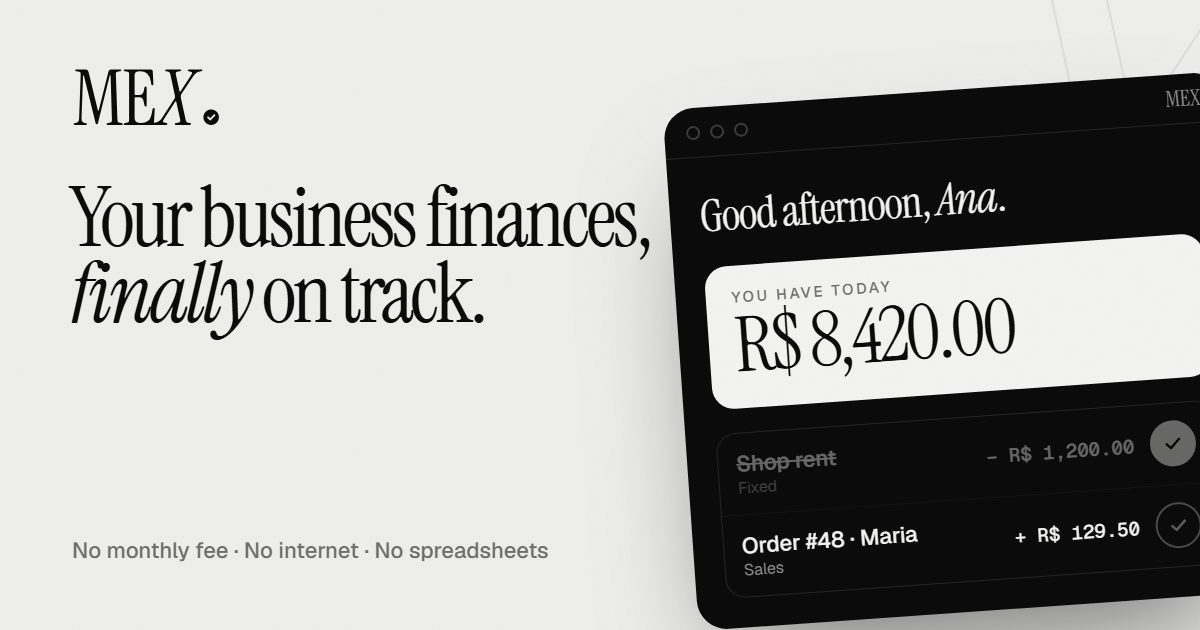 MEX.
Your business finances,
finally on track.
No monthly fee · No internet · No spreadsheets
MEX
Good afternoon, Ana.
YOU HAVE TODAY
R$ 8,420.00
Shop rent
Fixed
− R$ 1,200.00
Order #48 · Maria
Sales
+ R$ 129.50